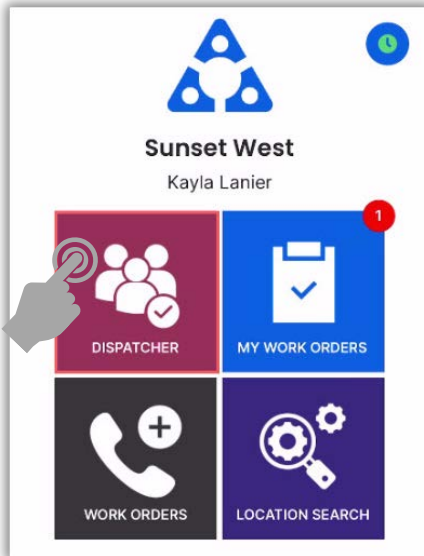 Sunset West
Kayla Lanier
1
DISPATCHER
MY WORK ORDERS
WORK ORDERS
LOCATION SEARCH